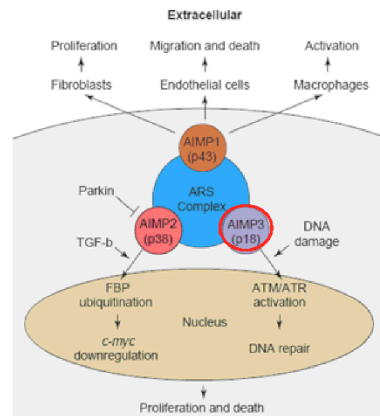 Extracellular
Proliferation
Migration and death
Activation
Fibroblasts
Endothelial cells
Macrophages
AIMP1
(p43)
ARS
Complex
Parkin
AIMP2
(p38)
AIMP3
(p18)
TGF-b
DNA
damage
FBP
ubiquitination
ATM/ATR
activation
Nucleus
c-myc
downregulation
DNA repair
Proliferation and death